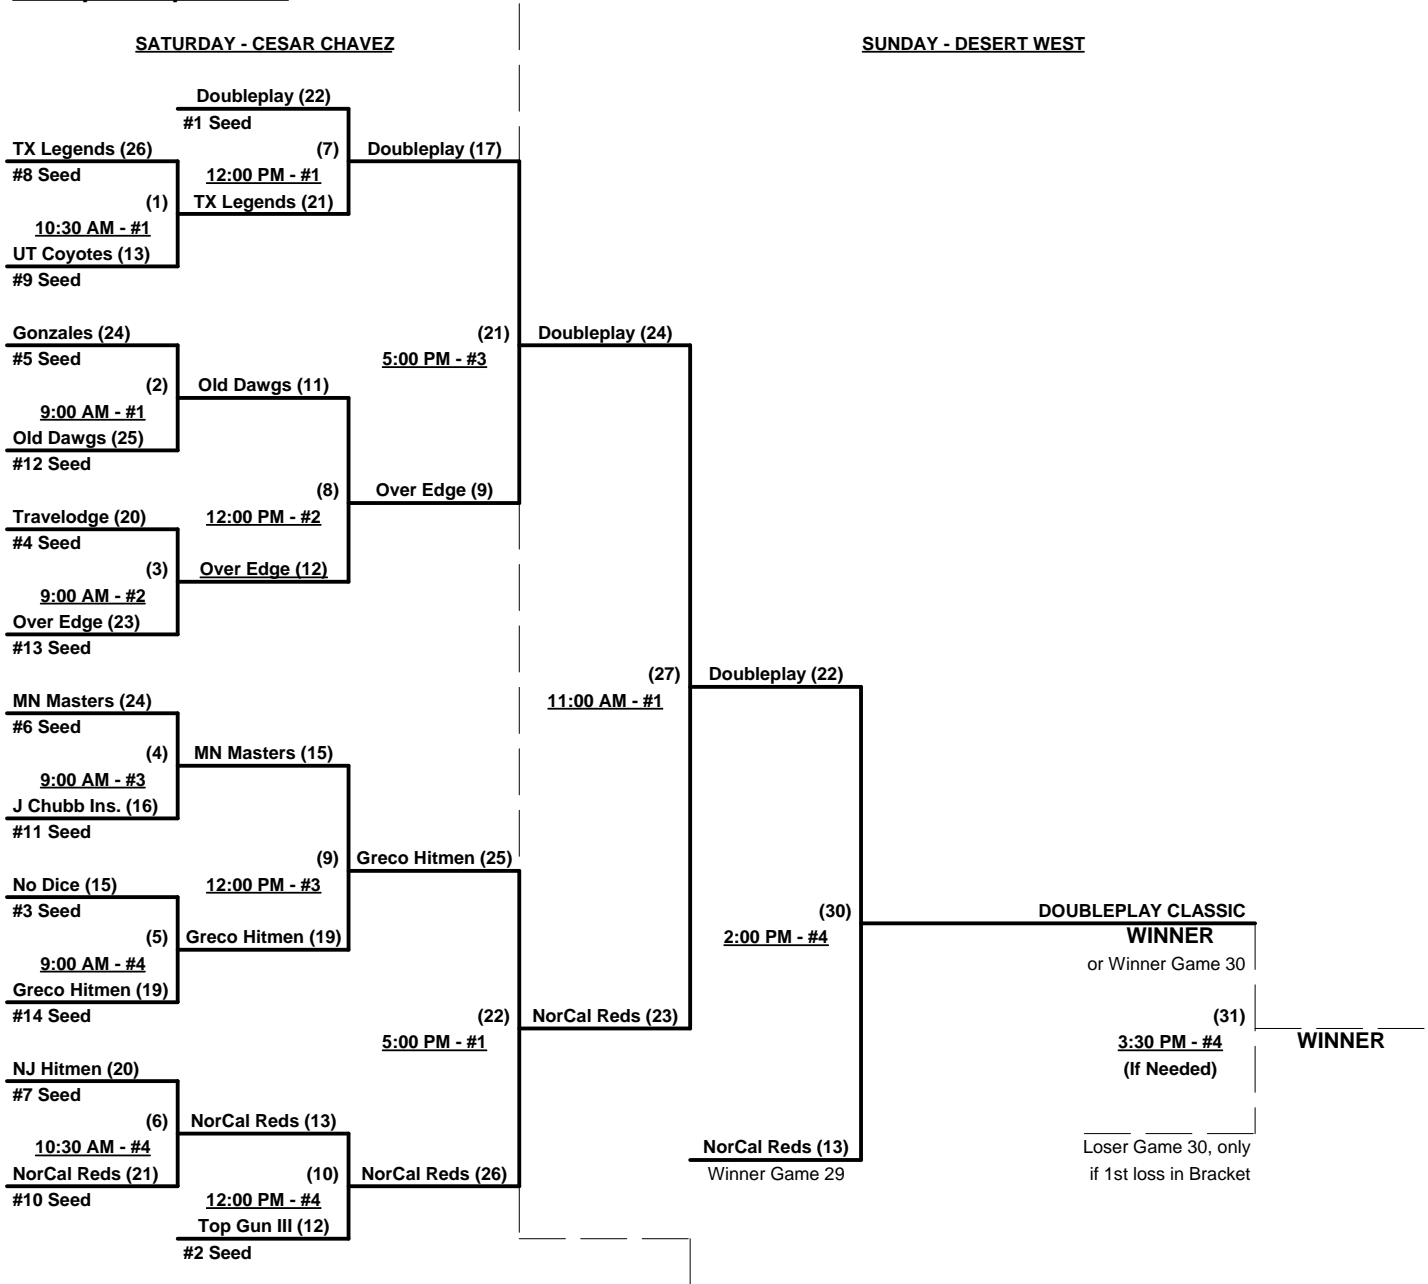 SATURDAY - CESAR CHAVEZ
SUNDAY - DESERT WEST
Doubleplay (22)
#1 Seed
TX Legends (26)
(7)
Doubleplay (17)
#8 Seed
12:00 PM - #1
(1)
TX Legends (21)
10:30 AM - #1
UT Coyotes (13)
#9 Seed
Gonzales (24)
(21)
Doubleplay (24)
#5 Seed
5:00 PM - #3
(2)
Old Dawgs (11)
9:00 AM - #1
Old Dawgs (25)
#12 Seed
(8)
Over Edge (9)
Travelodge (20)
12:00 PM - #2
#4 Seed
(3)
Over Edge (12)
9:00 AM - #2
Over Edge (23)
#13 Seed
(27)
Doubleplay (22)
MN Masters (24)
11:00 AM - #1
#6 Seed
(4)
MN Masters (15)
9:00 AM - #3
J Chubb Ins. (16)
#11 Seed
(9)
Greco Hitmen (25)
No Dice (15)
12:00 PM - #3
#3 Seed
(30)
DOUBLEPLAY CLASSIC
(5)
Greco Hitmen (19)
2:00 PM - #4
WINNER
9:00 AM - #4
or Winner Game 30
Greco Hitmen (19)
#14 Seed
(22)
NorCal Reds (23)
(31)
5:00 PM - #1
3:30 PM - #4
WINNER
NJ Hitmen (20)
(If Needed)
#7 Seed
(6)
NorCal Reds (13)
10:30 AM - #4
NorCal Reds (13)
Loser Game 30, only
NorCal Reds (21)
(10)
NorCal Reds (26)
Winner Game 29
if 1st loss in Bracket
#10 Seed
12:00 PM - #4
Top Gun III (12)
#2 Seed